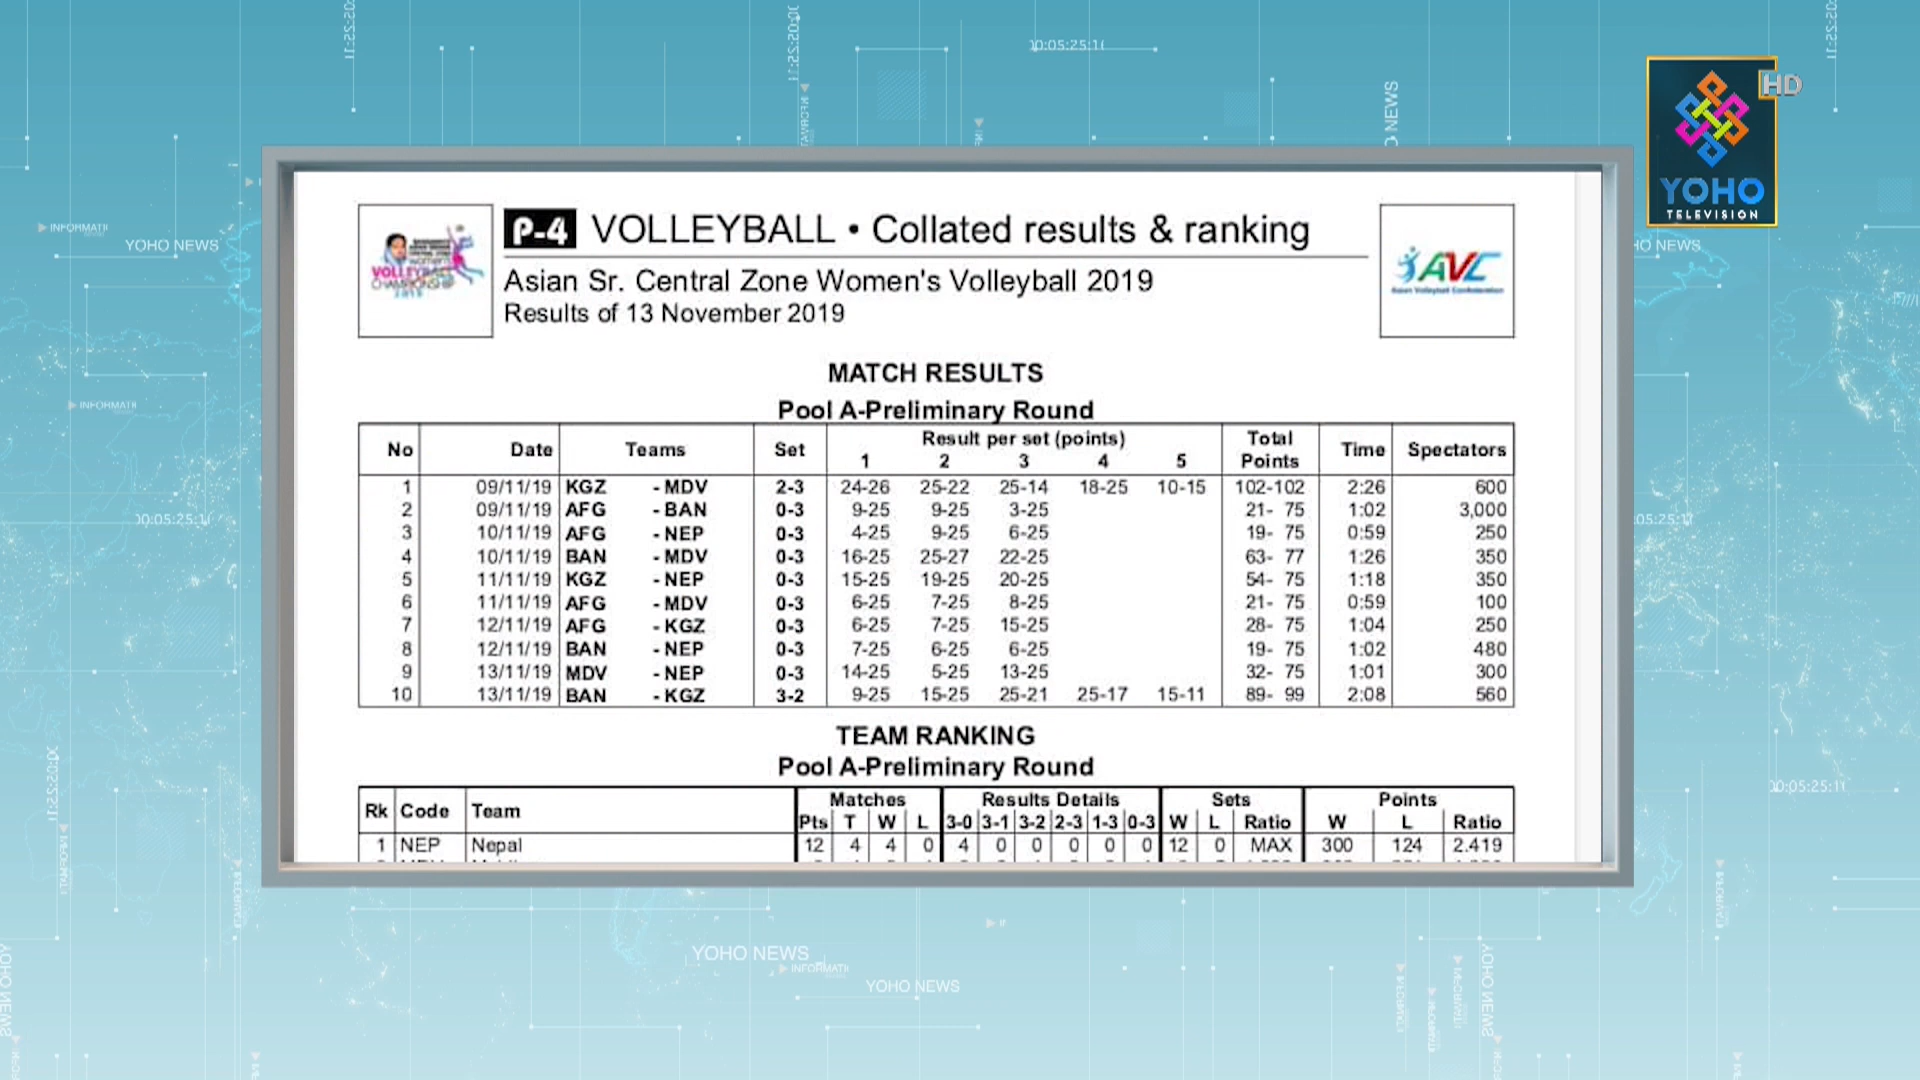 YOHO
TELEVISION
HD
P-4 VOLLEYBALL • Collated results & ranking
Asian Sr. Central Zone Women's Volleyball 2019
Results of 13 November 2019
VOLLEYBALL
CHAMPIONSHIP
2019
AVC
Asian Volleyball Confederation
MATCH RESULTS
Pool A-Preliminary Round
No Date Teams Set Result per set (points) Total Points Time Spectators
1 2 3 4 5
1 09/11/19 KGZ - MDV 2-3 24-26 25-22 25-14 18-25 10-15 102-102 2:26 600
2 09/11/19 AFG - BAN 0-3 9-25 9-25 3-25 21- 75 1:02 3,000
3 10/11/19 AFG - NEP 0-3 4-25 9-25 6-25 19- 75 0:59 250
4 10/11/19 BAN - MDV 0-3 16-25 25-27 22-25 63- 77 1:26 350
5 11/11/19 KGZ - NEP 0-3 15-25 19-25 20-25 54- 75 1:18 350
6 11/11/19 AFG - MDV 0-3 6-25 7-25 8-25 21- 75 0:59 100
7 12/11/19 AFG - KGZ 0-3 6-25 7-25 15-25 28- 75 1:04 250
8 12/11/19 BAN - NEP 0-3 7-25 6-25 6-25 19- 75 1:02 480
9 13/11/19 MDV - NEP 0-3 14-25 5-25 13-25 32- 75 1:01 300
10 13/11/19 BAN - KGZ 3-2 9-25 15-25 25-21 25-17 15-11 89- 99 2:08 560
TEAM RANKING
Pool A-Preliminary Round
Rk Code Team Matches Results Details Sets Points
Pts T W L 3-0 3-1 3-2 2-3 1-3 0-3 W L Ratio W L Ratio
1 NEP Nepal 12 4 4 0 4 0 0 0 0 0 12 0 MAX 300 124 2.419
YOHO NEWS
YOHO NEWS
YOHO NEWS